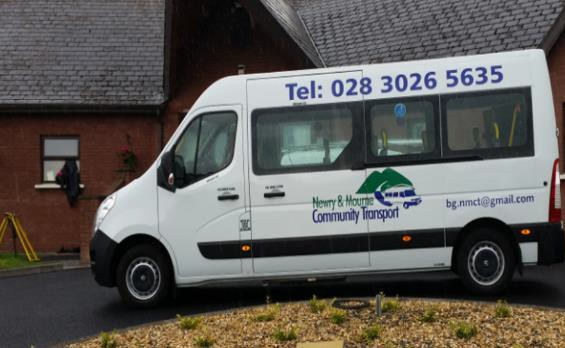 Tel: 028 3026 5635
Newry & Mourne
Community Transport
bg.nmct@gmail.com